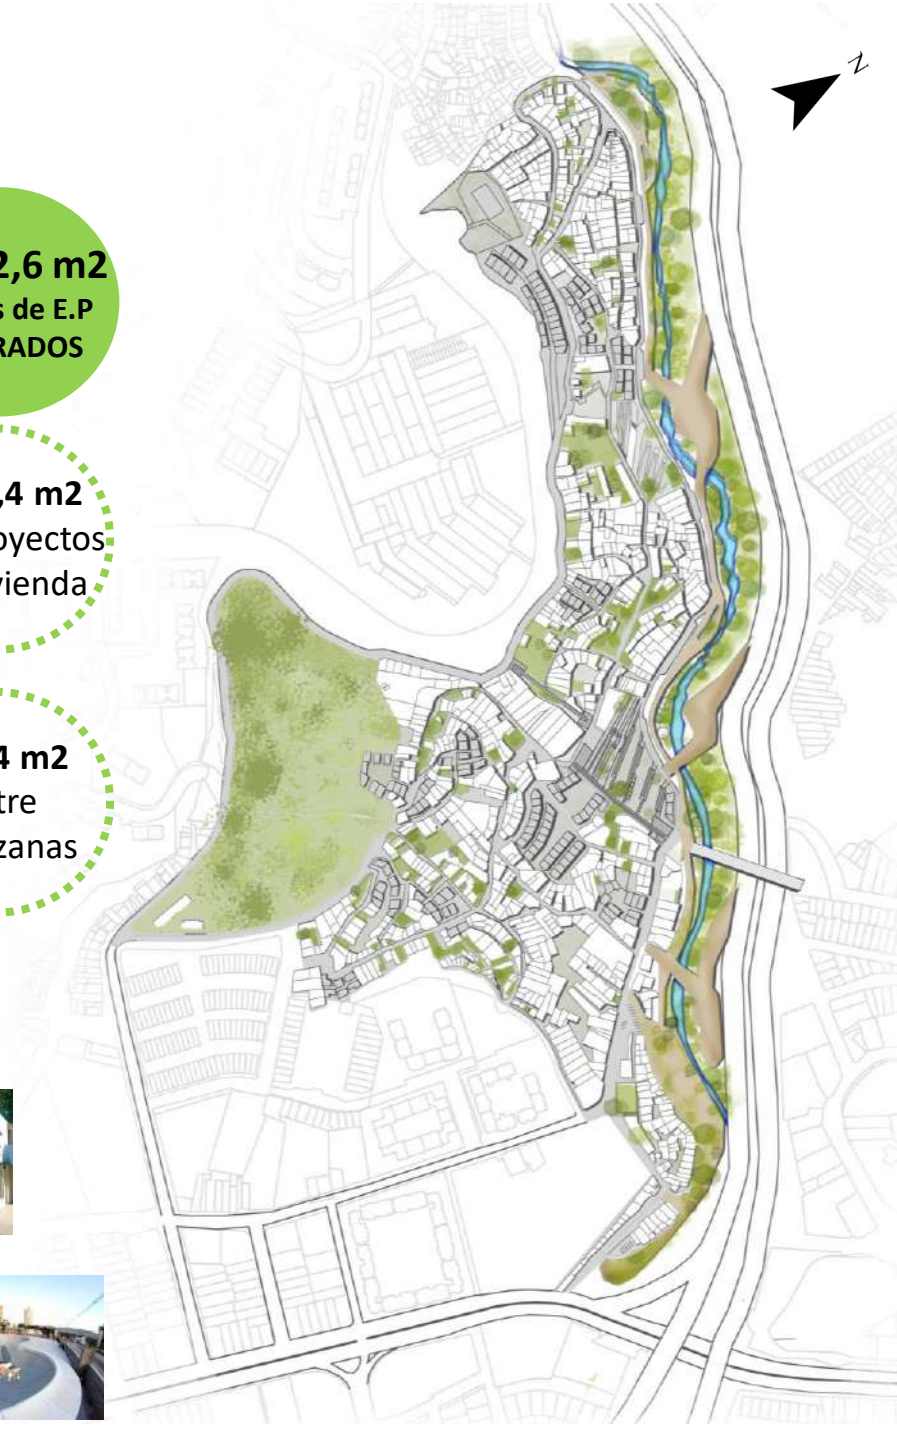 N
2,6 m2
s de E.P
RADOS
,4 m2
oyectos
vienda
4 m2
tre
zanas